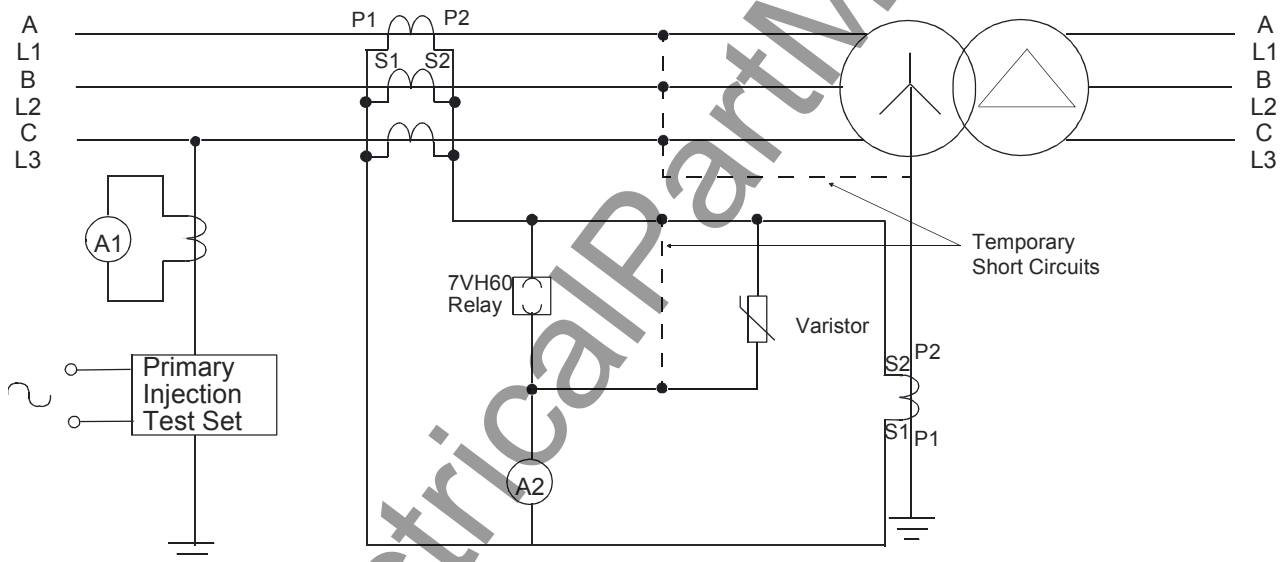 A
L1
B
L2
C
L3
P1
P2
S1
S2
A
L1
B
L2
C
L3
A1
7VH60
Relay
Temporary
Short Circuits
Varistor
Primary
Injection
Test Set
S2
P2
S1
P1
A2
ctricalPartM